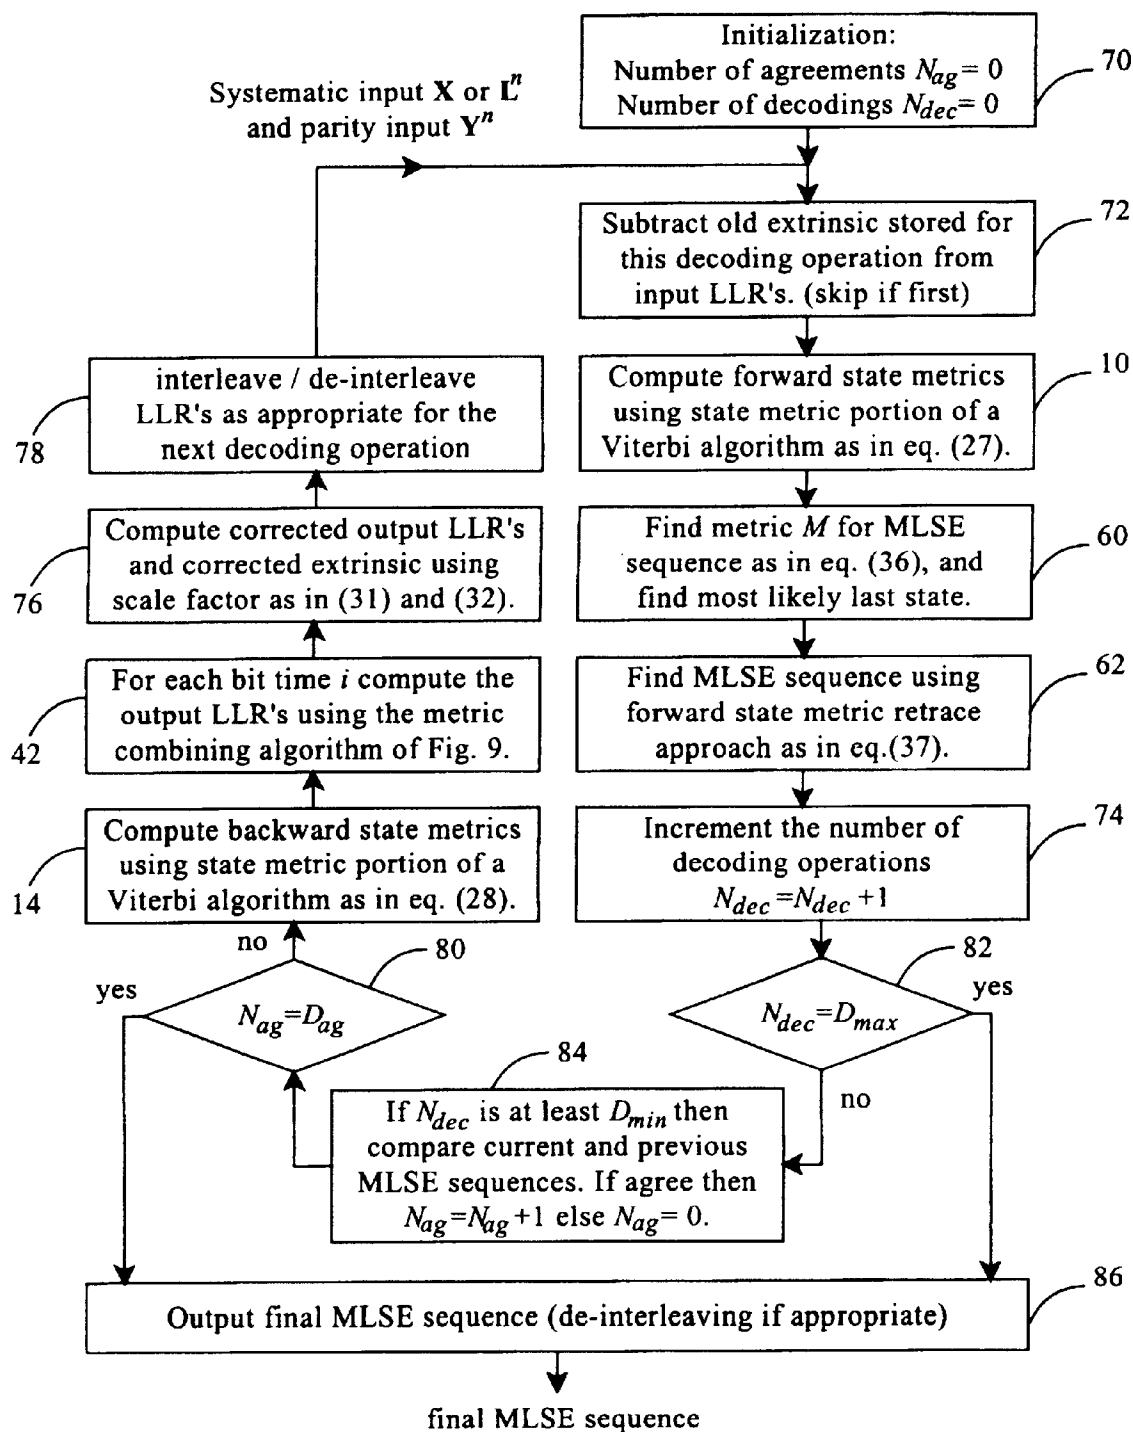 Initialization:
Number of agreements N_ag = 0
Number of decodings N_dec = 0
70
Systematic input X or L^n
and parity input Y^n
Subtract old extrinsic stored for
this decoding operation from
input LLR's. (skip if first)
72
Compute forward state metrics
using state metric portion of a
Viterbi algorithm as in eq. (27).
10
Find metric M for MLSE
sequence as in eq. (36), and
find most likely last state.
60
Find MLSE sequence using
forward state metric retrace
approach as in eq.(37).
62
Increment the number of
decoding operations
N_dec = N_dec + 1
74
N_dec = D_max
82
yes
no
If N_dec is at least D_min then
compare current and previous
MLSE sequences. If agree then
N_ag = N_ag + 1 else N_ag = 0.
84
N_ag = D_ag
80
yes
no
Compute backward state metrics
using state metric portion of a
Viterbi algorithm as in eq. (28).
14
For each bit time i compute the
output LLR's using the metric
combining algorithm of Fig. 9.
42
Compute corrected output LLR's
and corrected extrinsic using
scale factor as in (31) and (32).
76
interleave / de-interleave
LLR's as appropriate for the
next decoding operation
78
Output final MLSE sequence (de-interleaving if appropriate)
86
final MLSE sequence